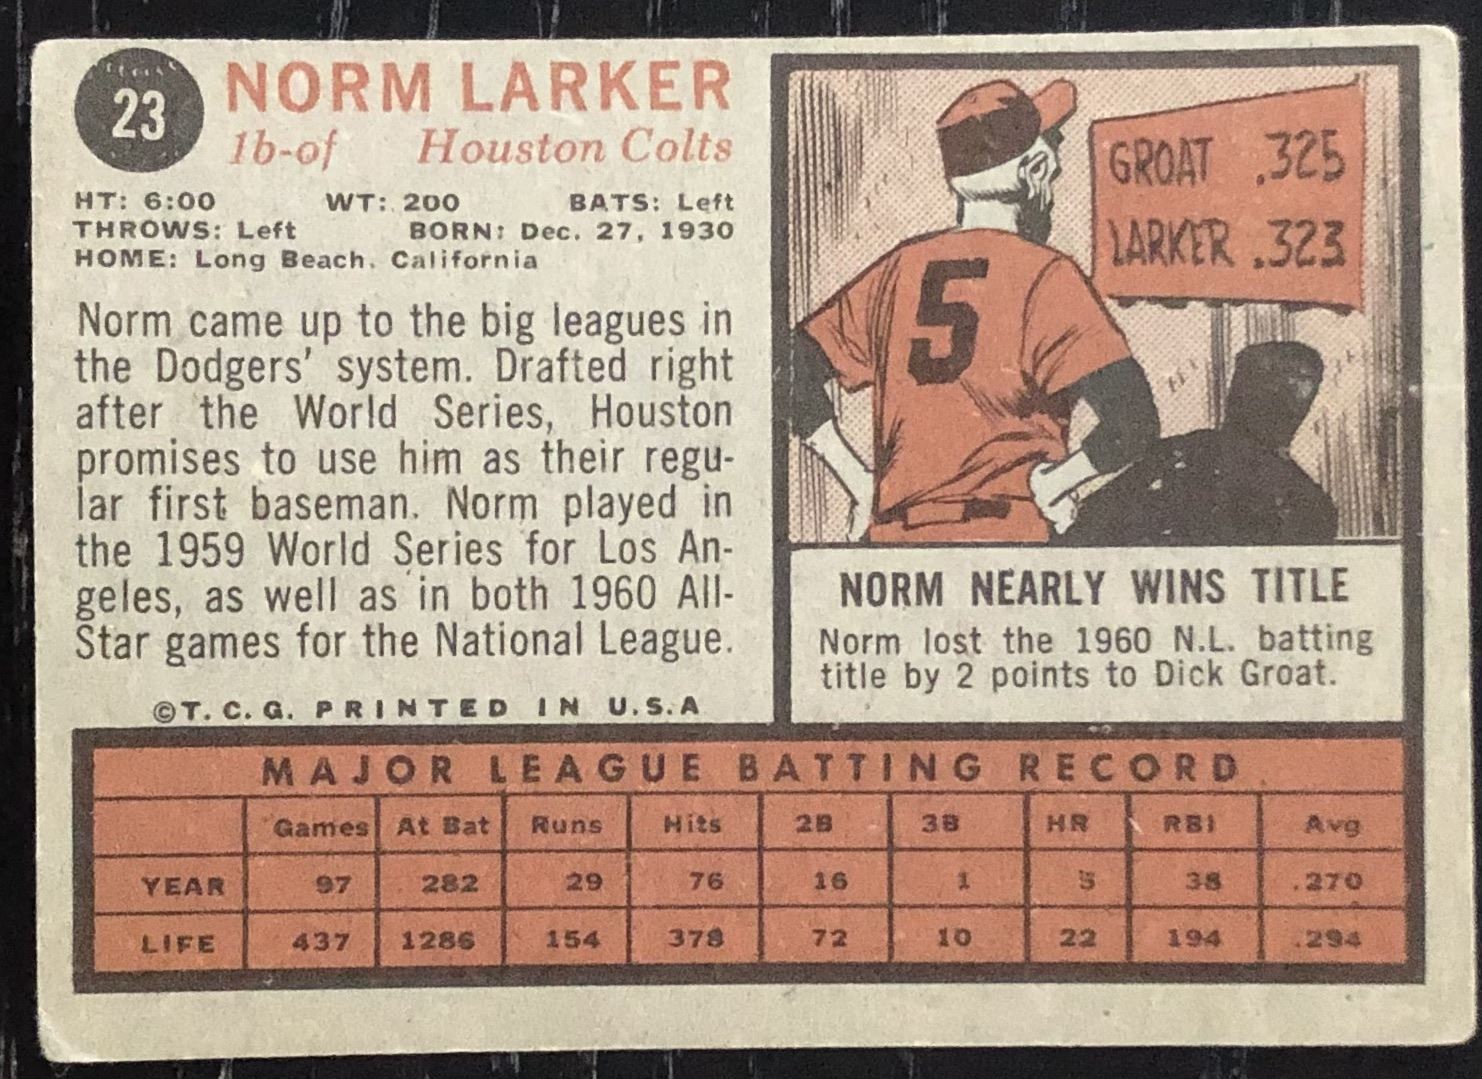 23
NORM LARKER
1b-of Houston Colts
HT: 6:00 WT: 200 BATS: Left
THROWS: Left BORN: Dec. 27, 1930
HOME: Long Beach, California
Norm came up to the big leagues in
the Dodgers' system. Drafted right
after the World Series, Houston
promises to use him as their regu-
lar first baseman. Norm played in
the 1959 World Series for Los An-
geles, as well as in both 1960 All-
Star games for the National League.
©T. C. G. PRINTED IN U.S.A
GROAT .325
LARKER .323
5
NORM NEARLY WINS TITLE
Norm lost the 1960 N.L. batting
title by 2 points to Dick Groat.
MAJOR LEAGUE BATTING RECORD
Games At Bat Runs Hits 2B 3B HR RBI Avg
YEAR 97 282 29 76 16 1 5 38 .270
LIFE 437 1286 154 378 72 10 22 194 .294